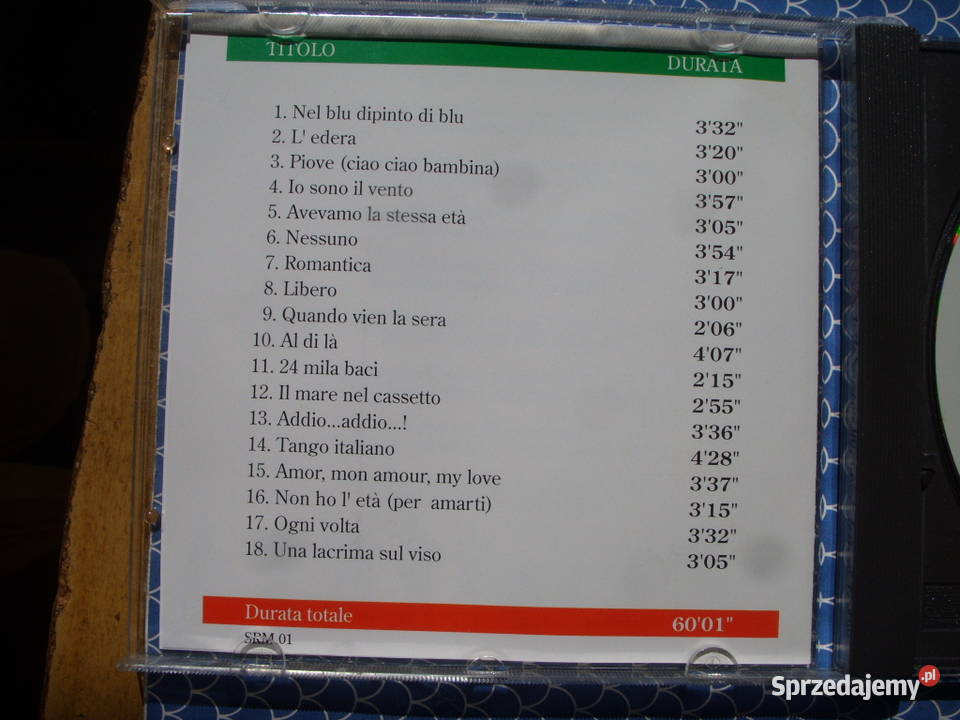 TITOLO DURATA
1. Nel blu dipinto di blu 3'32"
2. L' edera 3'20"
3. Piove (ciao ciao bambina) 3'00"
4. Io sono il vento 3'57"
5. Avevamo la stessa età 3'05"
6. Nessuno 3'54"
7. Romantica 3'17"
8. Libero 3'00"
9. Quando vien la sera 2'06"
10. Al di là 4'07"
11. 24 mila baci 2'15"
12. Il mare nel cassetto 2'55"
13. Addio...addio...! 3'36"
14. Tango italiano 4'28"
15. Amor, mon amour, my love 3'37"
16. Non ho l' età (per amarti) 3'15"
17. Ogni volta 3'32"
18. Una lacrima sul viso 3'05"
Durata totale 60'01"
SRM 01
Sprzedajemy.pl